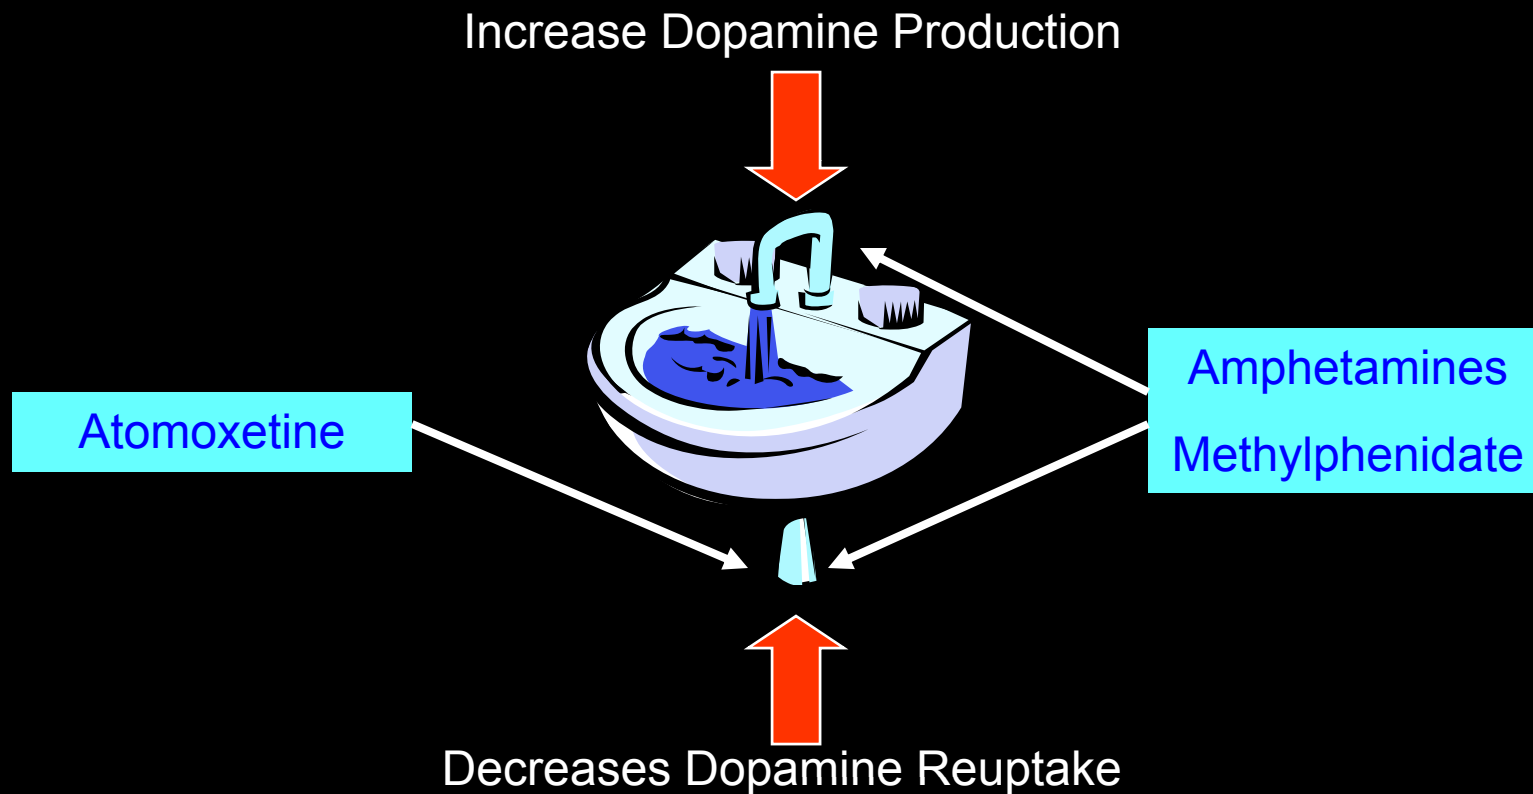 Increase Dopamine Production
Atomoxetine
Amphetamines
Methylphenidate
Decreases Dopamine Reuptake